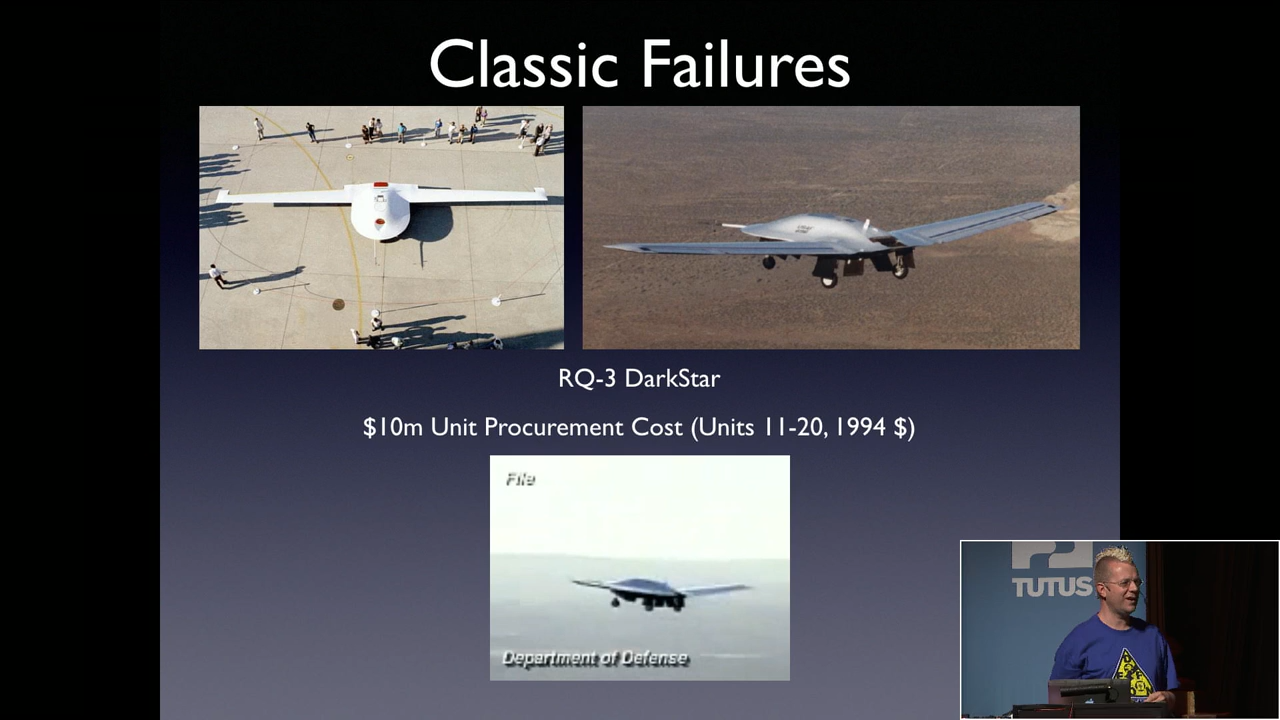 Classic Failures
RQ-3 DarkStar
$10m Unit Procurement Cost (Units 11-20, 1994 $)
File
Department of Defense
TUTUS